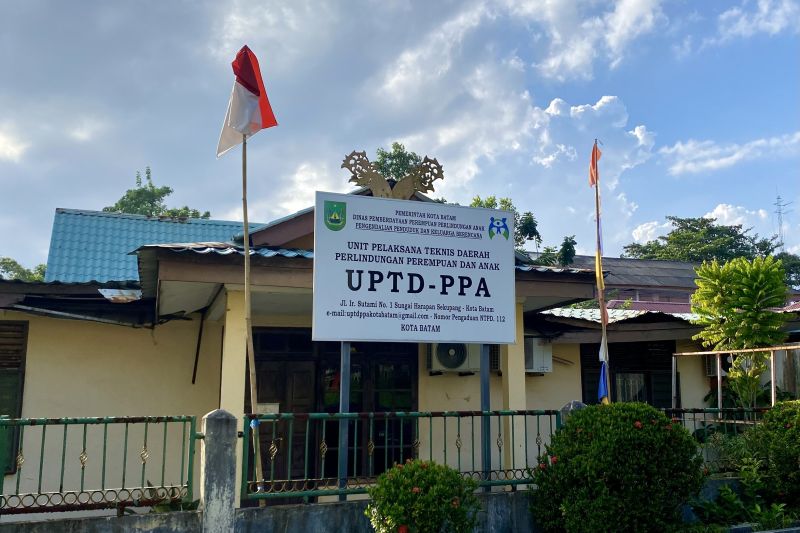 PEMERINTAH KOTA BATAM
DINAS PEMBERDAYAAN PEREMPUAN PERLINDUNGAN ANAK
PENGENDALIAN PENDUDUK DAN KELUARGA BERENCANA
UNIT PELAKSANA TEKNIS DAERAH
PERLINDUNGAN PEREMPUAN DAN ANAK
UPTD-PPA
JL. Ir. Sutami No. 1 Sungai Harapan Sekupang - Kota Batam
e-mail:uptdppakotabatam@gmail.com - Nomor Pengaduan NTPD. 112
KOTA BATAM